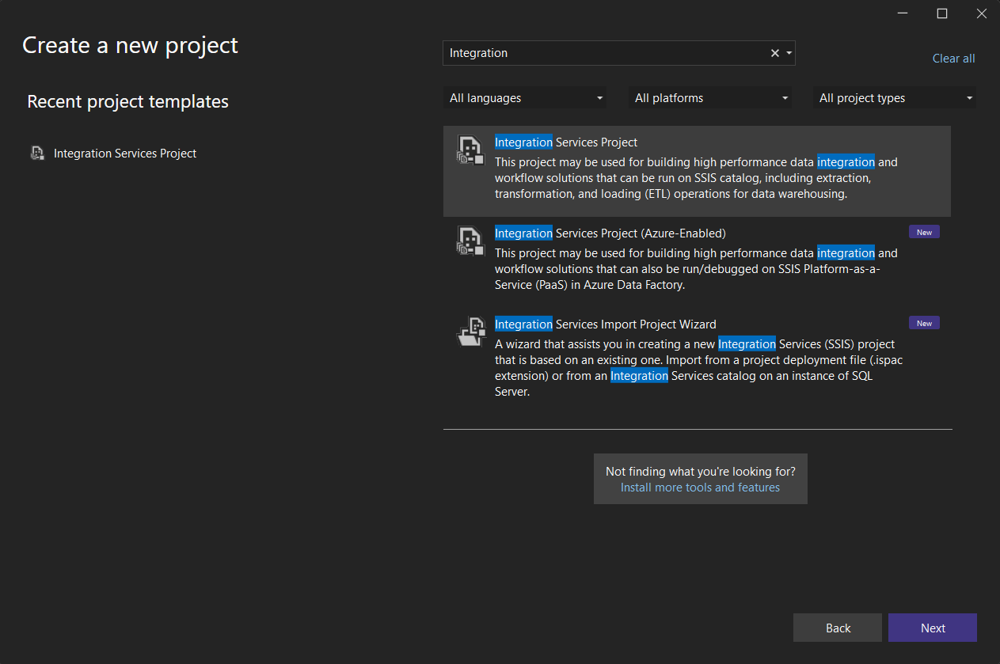 Create a new project
Recent project templates
Integration Services Project
Integration
Clear all
All languages
All platforms
All project types
Integration Services Project
This project may be used for building high performance data integration and
workflow solutions that can be run on SSIS catalog, including extraction,
transformation, and loading (ETL) operations for data warehousing.
Integration Services Project (Azure-Enabled)
New
This project may be used for building high performance data integration and
workflow solutions that can also be run/debugged on SSIS Platform-as-a-
Service (PaaS) in Azure Data Factory.
Integration Services Import Project Wizard
New
A wizard that assists you in creating a new Integration Services (SSIS) project
that is based on an existing one. Import from a project deployment file (.ispac
extension) or from an Integration Services catalog on an instance of SQL
Server.
Not finding what you're looking for?
Install more tools and features
Back
Next